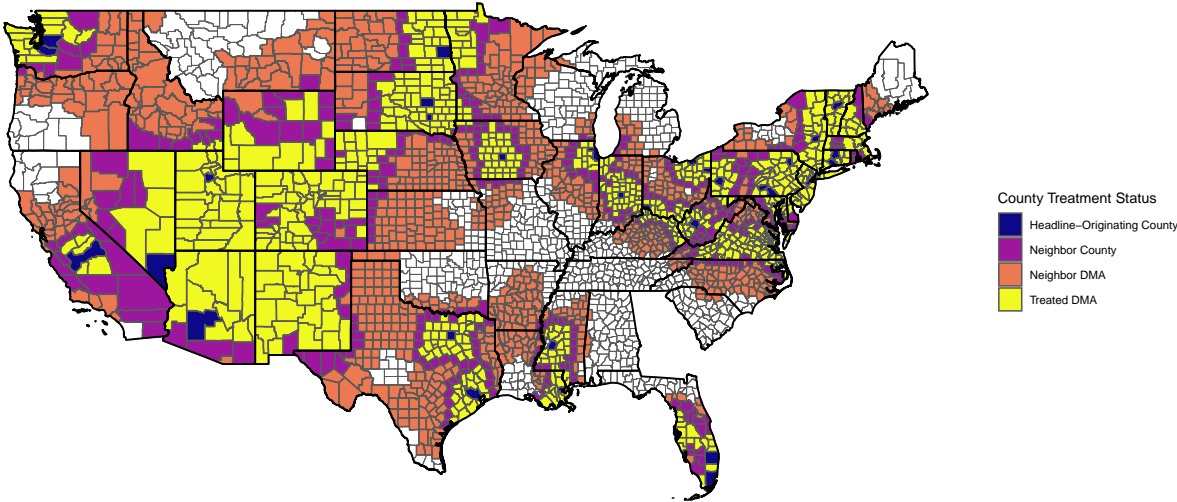 County Treatment Status
Headline−Originating County
Neighbor County
Neighbor DMA
Treated DMA